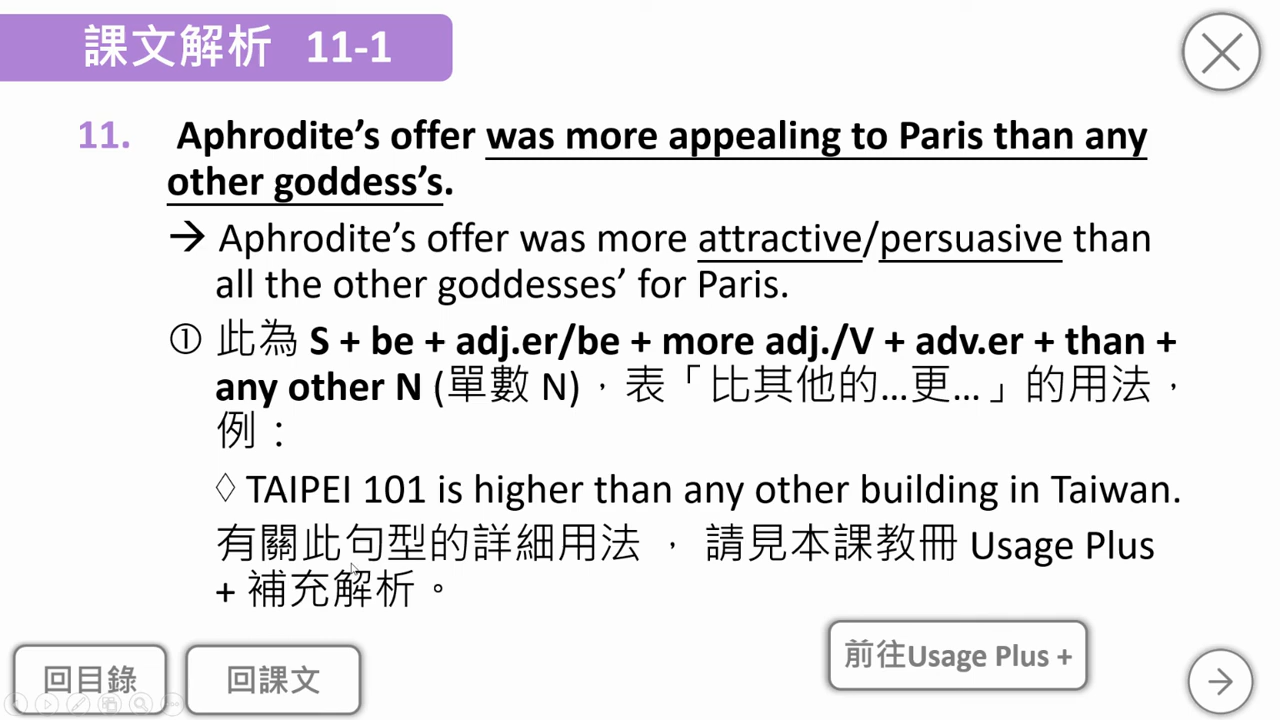 課文解析 11-1
11. Aphrodite’s offer was more appealing to Paris than any
other goddess’s.
→ Aphrodite’s offer was more attractive/persuasive than
all the other goddesses’ for Paris.
① 此為 S + be + adj.er/be + more adj./V + adv.er + than +
any other N (單數 N)，表「比其他的…更…」的用法，
例：
◊ TAIPEI 101 is higher than any other building in Taiwan.
有關此句型的詳細用法 ， 請見本課教冊 Usage Plus
+ 補充解析。
前往Usage Plus +
回目錄 回課文